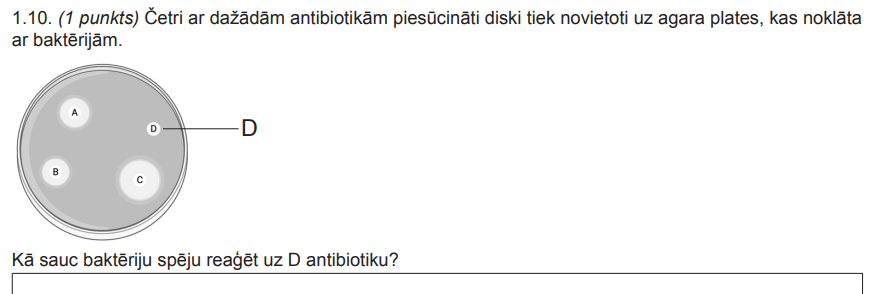 1.10. (1 punkts) Četri ar dažādām antibiotikām piesūcināti diski tiek novietoti uz agara plates, kas noklāta
ar baktērijām.
A
D
D
B
C
Kā sauc baktēriju spēju reaģēt uz D antibiotiku?